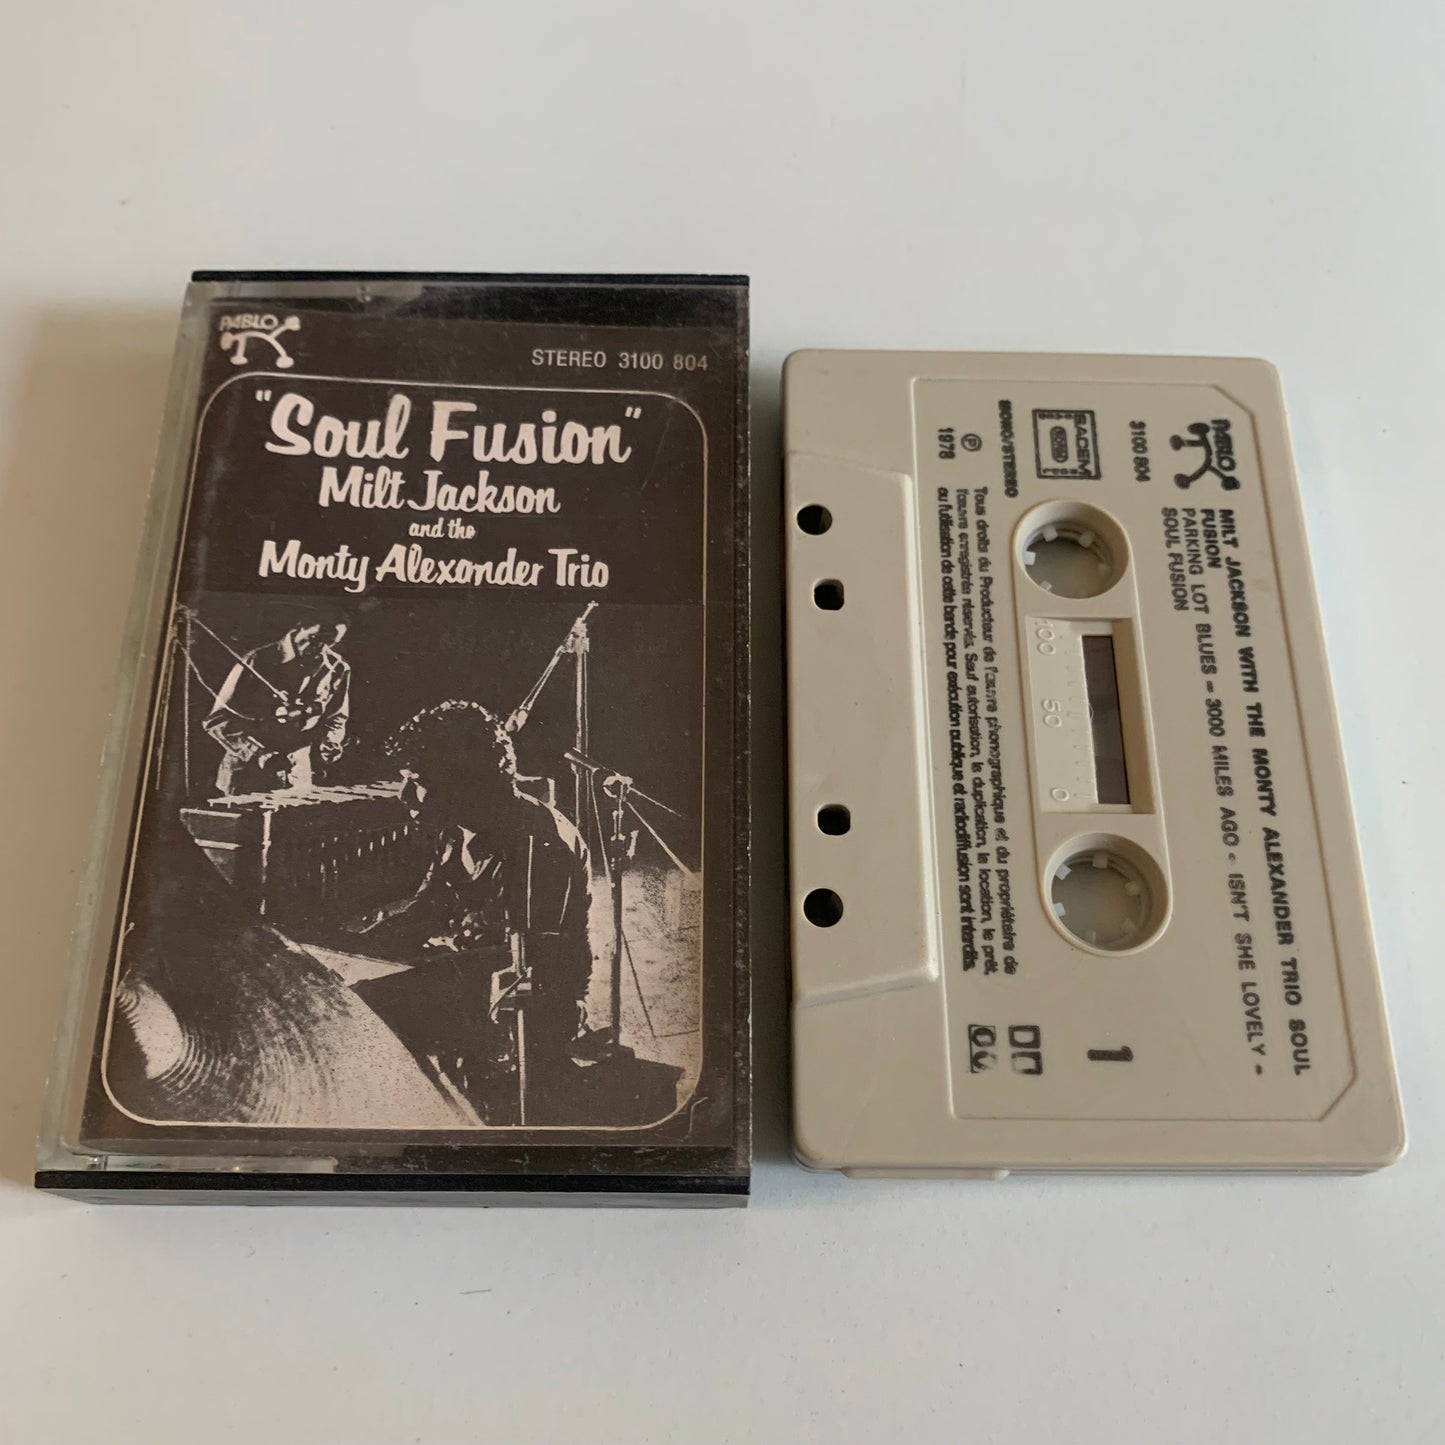 PABLO
STEREO 3100 804
"Soul Fusion"
Milt Jackson
and the
Monty Alexander Trio
PABLO
3100 804
MILT JACKSON WITH THE MONTY ALEXANDER TRIO SOUL
FUSION
PARKING LOT BLUES - 3000 MILES AGO - ISN'T SHE LOVELY -
SOUL FUSION
1
SACEM
100 50 0
MONO/STEREO
℗
1978
Tous droits du Producteur de l'œuvre phonographique et du propriétaire de
l'œuvre enregistrée réservés. Sauf autorisation, la duplication, la location, le prêt,
ou l'utilisation de cette bande pour exécution publique et radiodiffusion sont interdits.